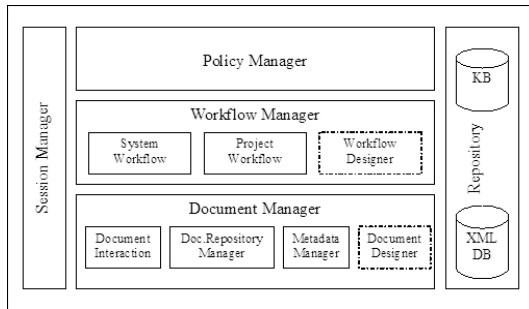 Session Manager
Policy Manager
Workflow Manager
System
Workflow
Project
Workflow
Workflow
Designer
Document Manager
Document
Interaction
Doc.Repository
Manager
Metadata
Manager
Document
Designer
KB
Repository
XML
DB